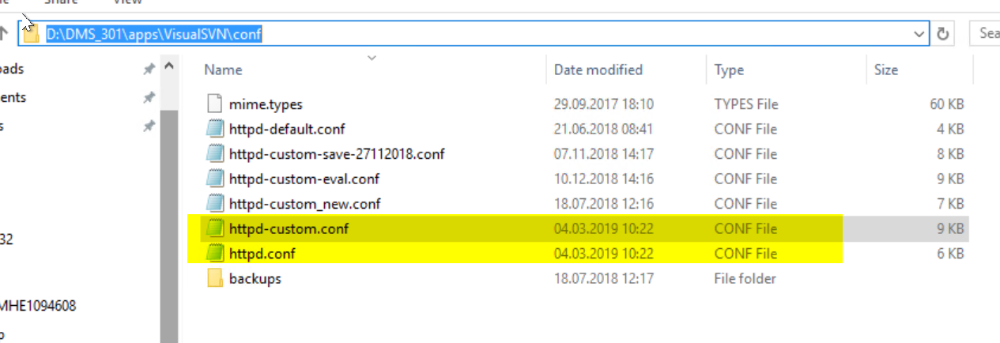 Share View
D:\DMS_301\apps\VisualSVN\conf
Name Date modified Type Size
mime.types 29.09.2017 18:10 TYPES File 60 KB
httpd-default.conf 21.06.2018 08:41 CONF File 4 KB
httpd-custom-save-27112018.conf 07.11.2018 14:17 CONF File 8 KB
httpd-custom-eval.conf 10.12.2018 14:16 CONF File 9 KB
httpd-custom_new.conf 18.07.2018 12:16 CONF File 7 KB
httpd-custom.conf 04.03.2019 10:22 CONF File 9 KB
32
httpd.conf 04.03.2019 10:22 CONF File 6 KB
backups 18.07.2018 12:17 File folder
MHE1094608